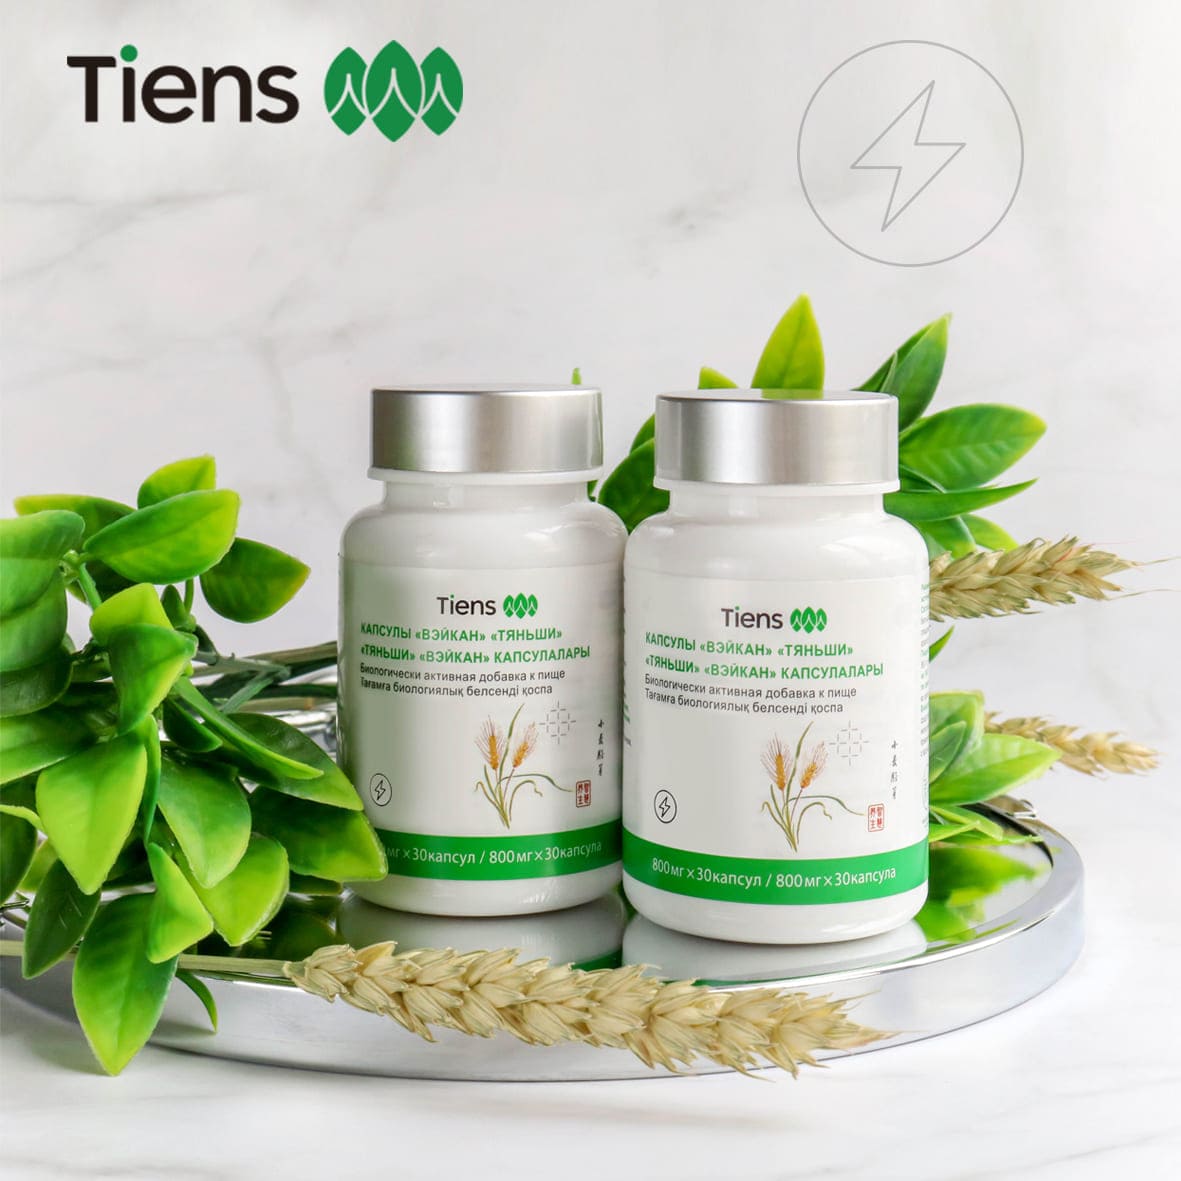 Tiens
Tiens
КАПСУЛЫ «ВЭЙКАН» «ТЯНЬШИ»
«ТЯНЬШИ» «ВЭЙКАН» КАПСУЛАЛАРЫ
Биологически активная добавка к пище
Тағамға биологиялық белсенді қоспа
мг×30капсул / 800мг×30капсула
Tiens
КАПСУЛЫ «ВЭЙКАН» «ТЯНЬШИ»
«ТЯНЬШИ» «ВЭЙКАН» КАПСУЛАЛАРЫ
Биологически активная добавка к пище
Тағамға биологиялық белсенді қоспа
800мг×30капсул / 800мг×30капсула